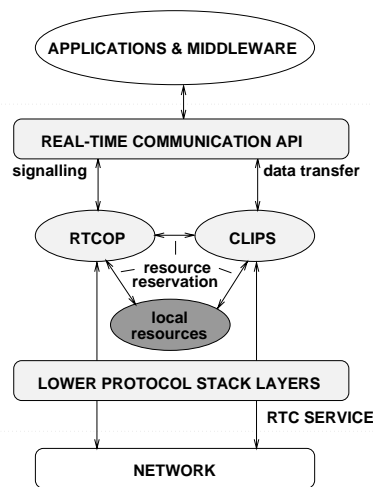 APPLICATIONS & MIDDLEWARE
REAL-TIME COMMUNICATION API
signalling
data transfer
RTCOP
CLIPS
resource
reservation
local
resources
LOWER PROTOCOL STACK LAYERS
RTC SERVICE
NETWORK